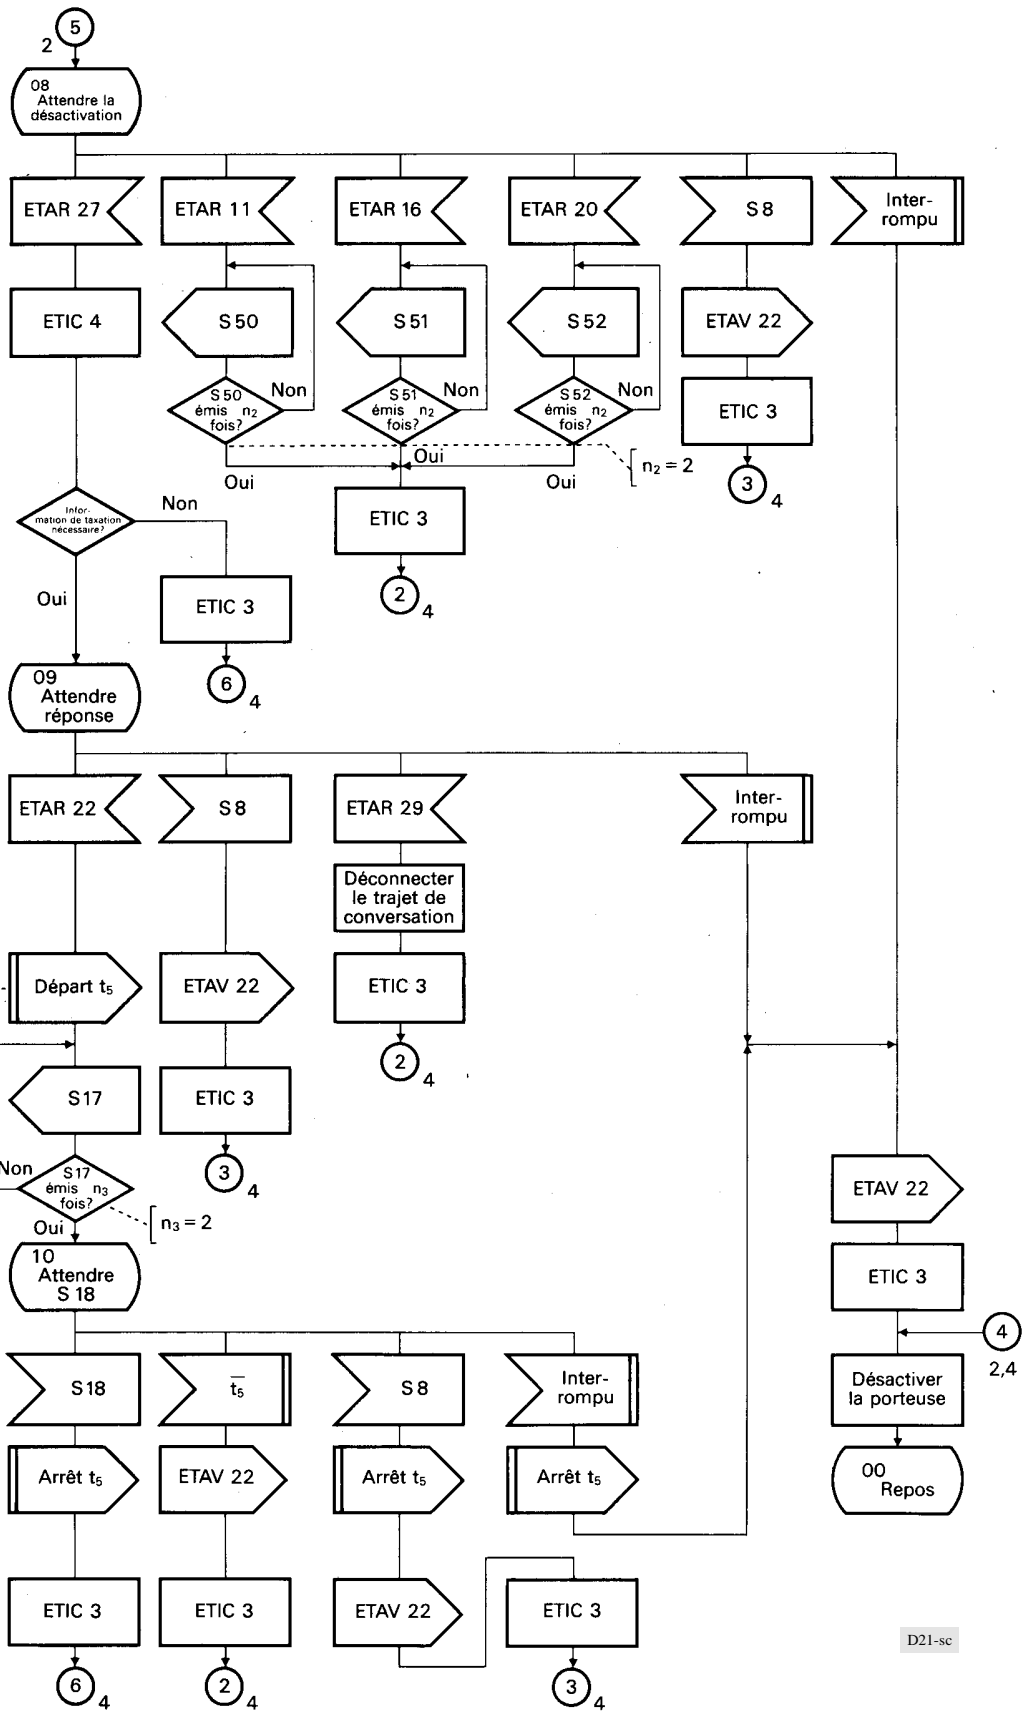 5
2
08
Attendre la
désactivation
ETAR 27
ETAR 11
ETAR 16
ETAR 20
S 8
Inter-
rompu
ETIC 4
S 50
S 51
S 52
ETAV 22
S 50
émis n2
fois?
Non
S 51
émis n2
fois?
Non
S 52
émis n2
fois?
Non
ETIC 3
Oui
Oui
Oui
n2 = 2
3
4
Infor-
mation de taxation
nécessaire?
Non
ETIC 3
Oui
ETIC 3
2
4
6
4
09
Attendre
réponse
ETAR 22
S 8
ETAR 29
Inter-
rompu
Déconnecter
le trajet de
conversation
Départ t5
ETAV 22
ETIC 3
2
4
S 17
ETIC 3
3
4
Non
S 17
émis n3
fois?
n3 = 2
Oui
ETAV 22
10
Attendre
S 18
ETIC 3
4
2,4
S 18
t̅5
S 8
Inter-
rompu
Désactiver
la porteuse
Arrêt t5
ETAV 22
Arrêt t5
Arrêt t5
00
Repos
ETIC 3
ETIC 3
ETAV 22
ETIC 3
6
4
2
4
3
4
D21-sc